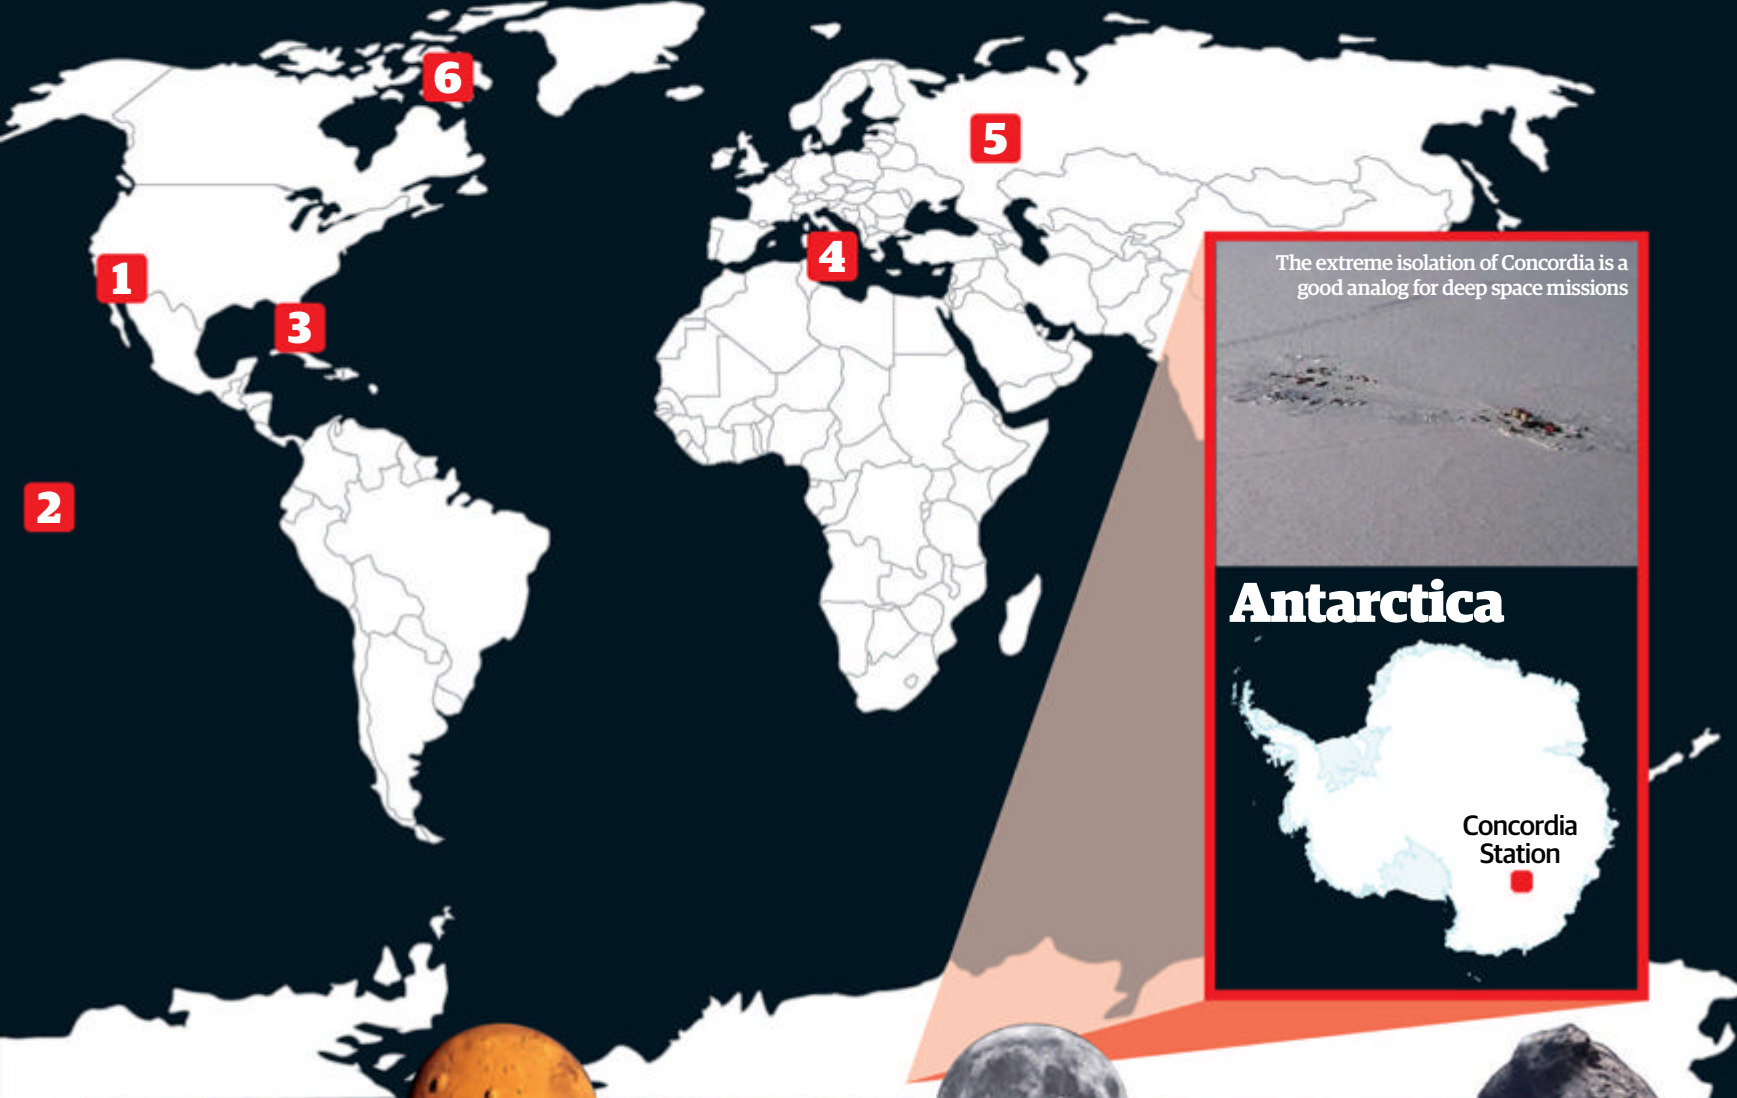 6
5
1
4
3
2
The extreme isolation of Concordia is a
good analog for deep space missions
Antarctica
Concordia
Station